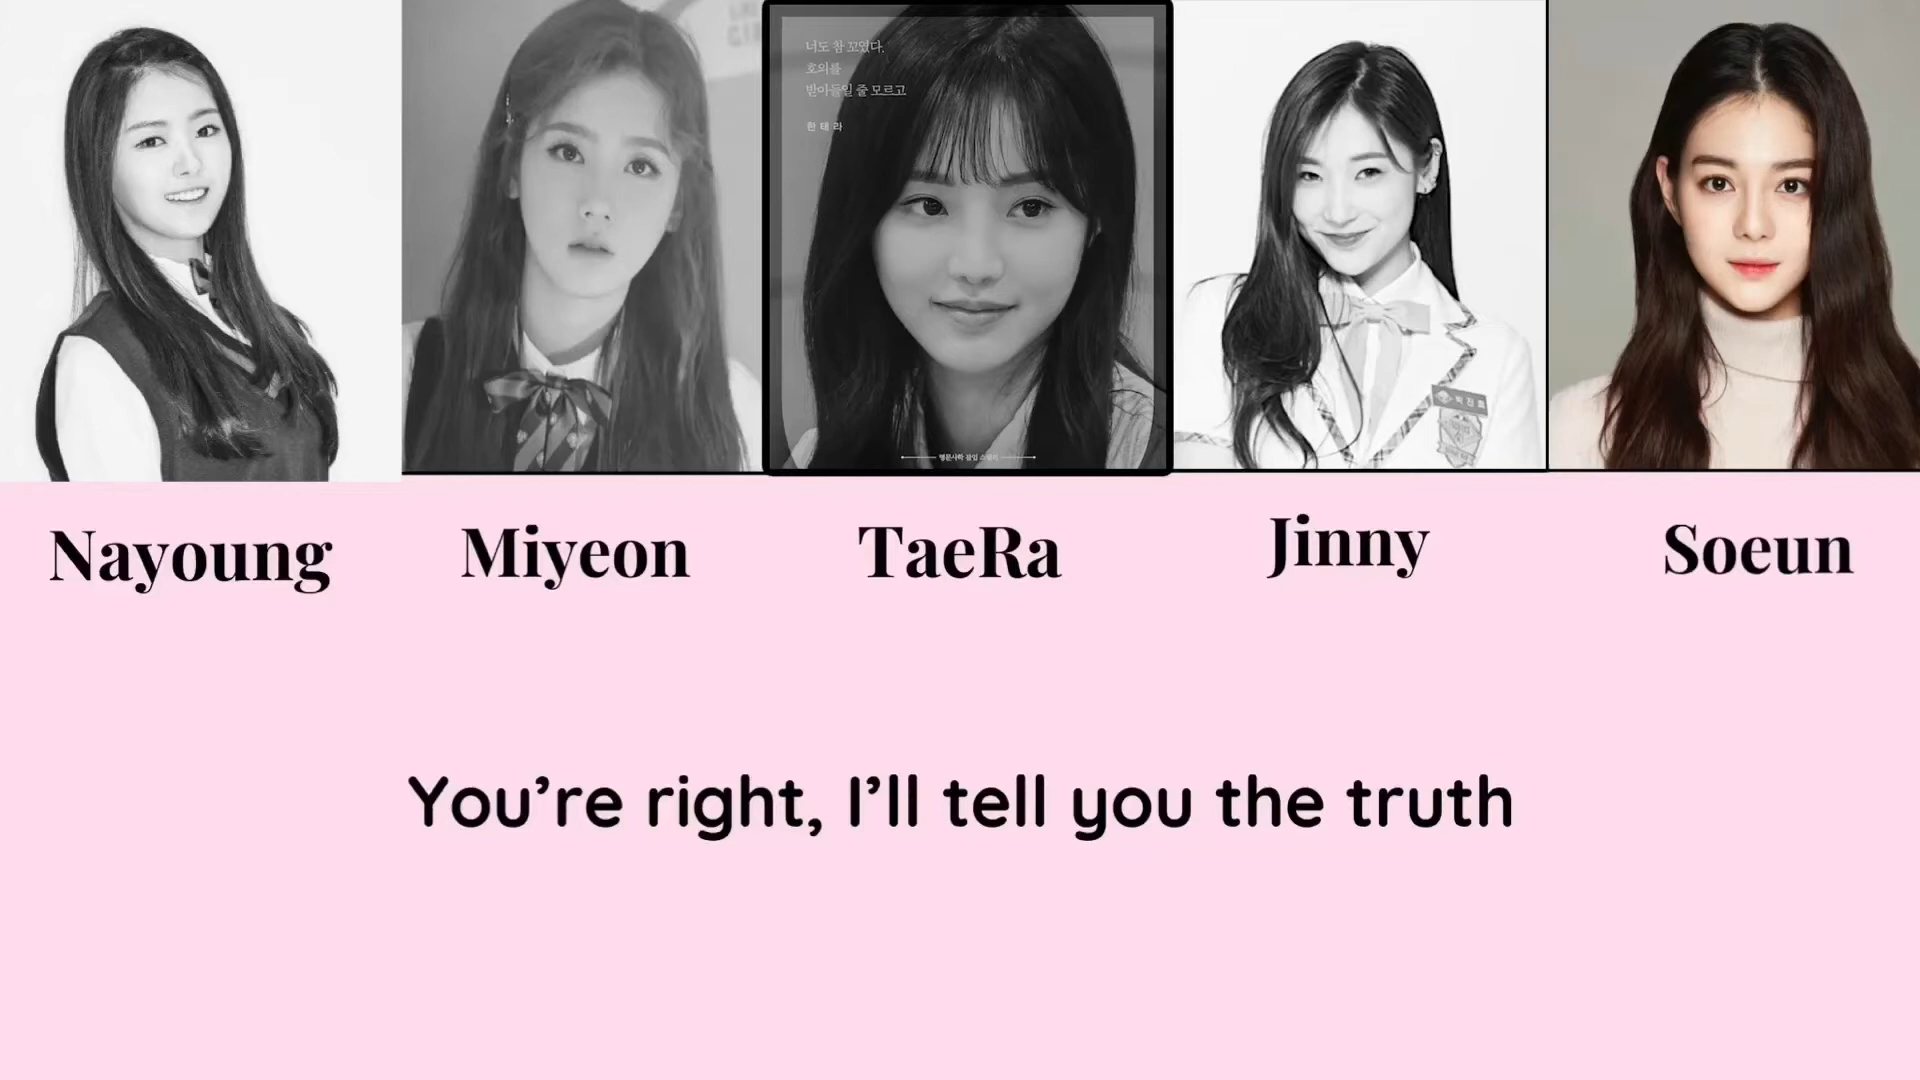 너도 참 꼬였다.
호의를
받아들일 줄 모르고
한태라
Nayoung
Miyeon
TaeRa
Jinny
Soeun
You’re right, I’ll tell you the truth